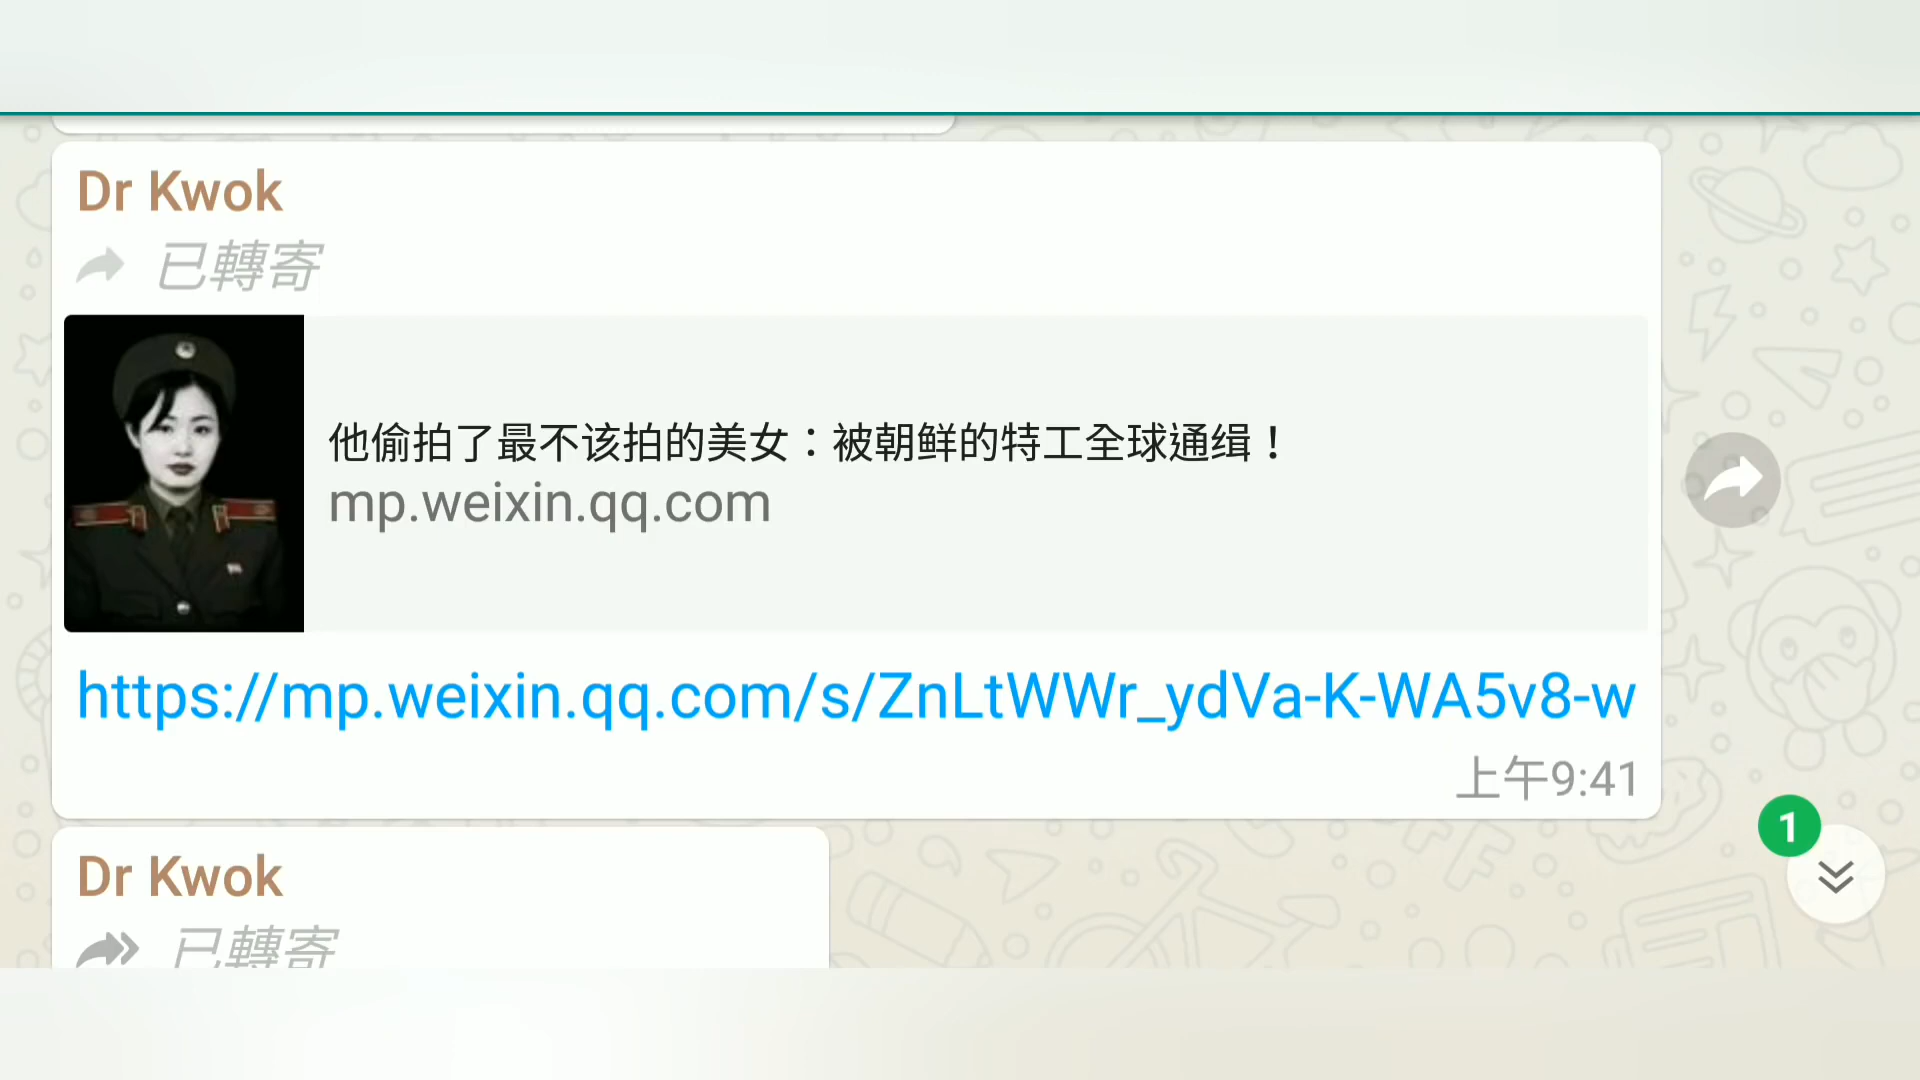 Dr Kwok
已轉寄
他偷拍了最不该拍的美女：被朝鲜的特工全球通缉！
mp.weixin.qq.com
https://mp.weixin.qq.com/s/ZnLtWWr_ydVa-K-WA5v8-w
上午9:41
1
Dr Kwok
已轉寄